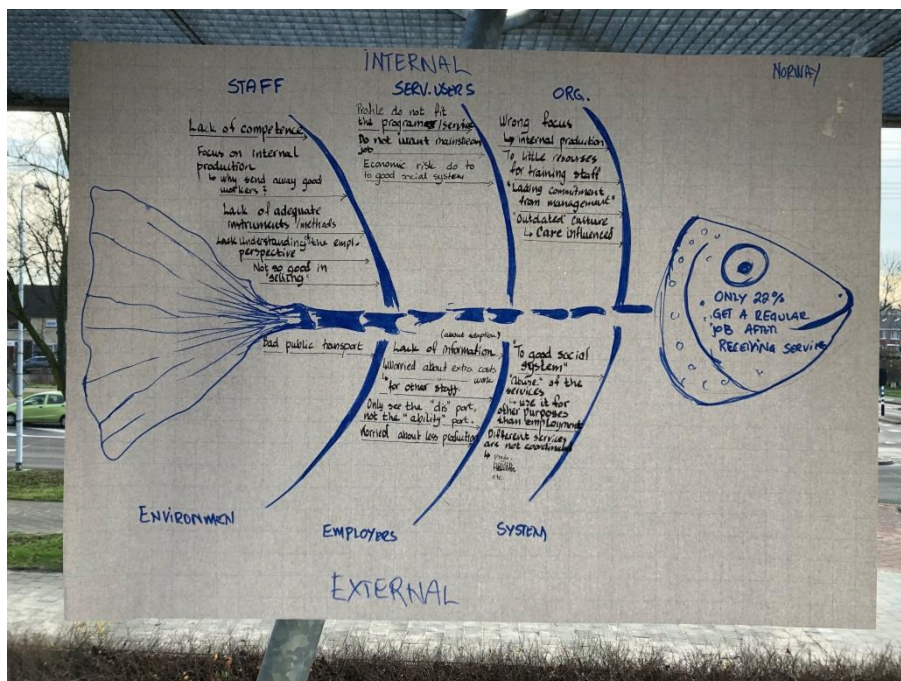 INTERNAL
NORWAY
STAFF
Lack of competence
Focus on internal
production
↳ why send away good
workers?
Lack of adequate
instruments/methods
Lack understanding of the empl.
perspective
Not so good in
"selling"
SERV. USERS
Profile do not fit
the programs/service
Do not want mainstream
job
Economic risk do to
to good social system
ORG.
Wrong focus
↳ internal production
To little resourses
for training staff
"Lacking commitment
from management"
"Outdated" culture
↳ Care influenced
ONLY 28%
GET A REGULAR
JOB AFTER
RECEIVING SERVICE
Bad public transport
ENVIRONMEN
(about adaption)
Lack of information
↳ Worried about extra costs
work
for other staff
Only see the "dis" part,
not the "ability" part.
Worried about less production
EMPLOYERS
"To good social
system"
"Abuse" of the
services
↳ use it for
other purposes
than employment
Different services
are not coordinated
↳
health
etc.
SYSTEM
EXTERNAL